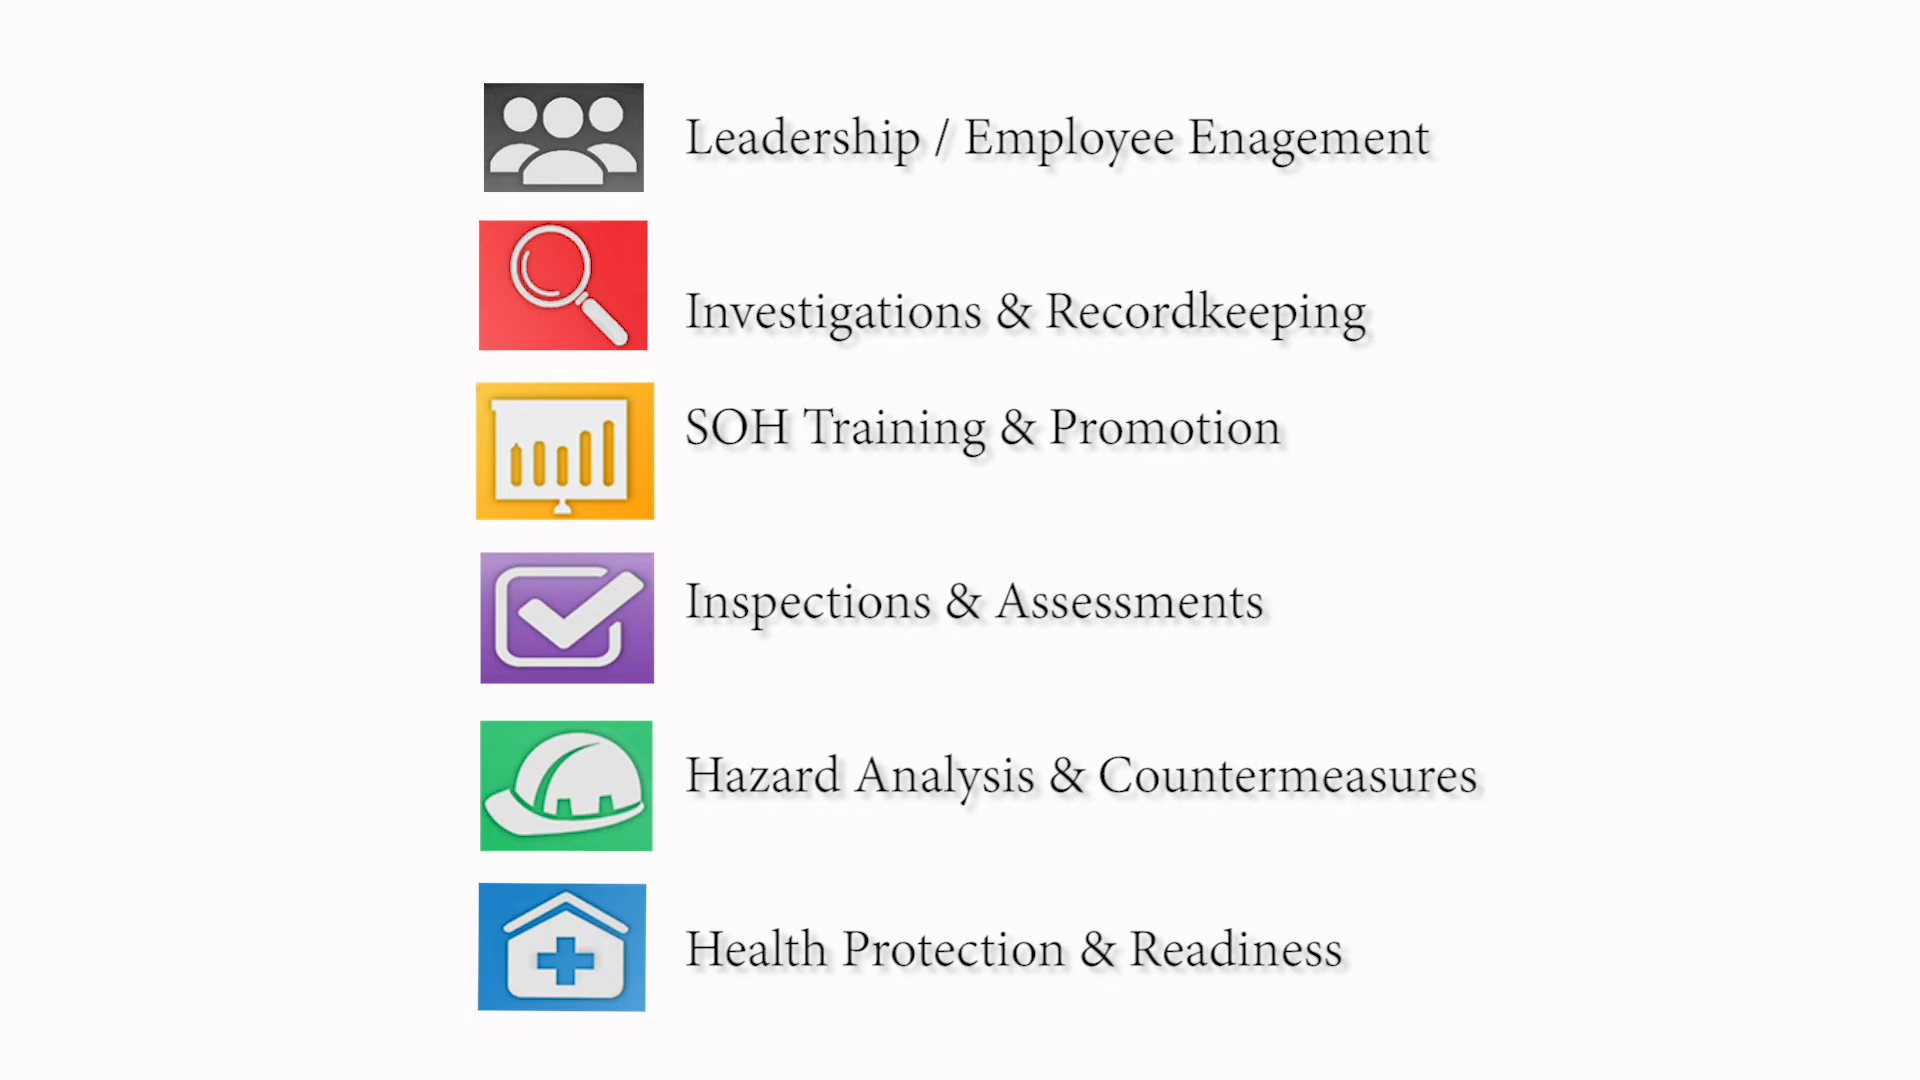 Leadership / Employee Enagement
Investigations & Recordkeeping
SOH Training & Promotion
Inspections & Assessments
Hazard Analysis & Countermeasures
Health Protection & Readiness